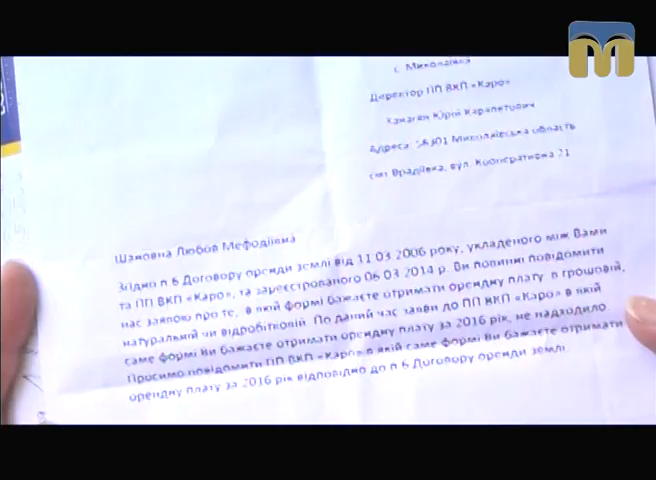 с. Миколаївка
Директор ПП ВКП «Каро»
Юрій Карапетович
Адреса: 56301 Миколаївська область
смт Врадіївка, вул. Кооперативна 21
Шановна Любов Мефодіївна
Згідно п 6 Договору оренди землі від 11 03 2006 року, укладеного між Вами
та ПП ВКП «Каро», та зареєстрованого 06 03 2014 р. Ви повинні повідомити
нас заявою про те, в якій формі бажаєте отримати орендну плату в грошовій,
натуральній чи відробітковій. По даний час заяви до ПП ВКП «Каро» в якій
саме формі Ви бажаєте отримати орендну плату за 2016 рік, не надходило
Просимо повідомити ПП ВКП «Каро» в якій саме формі Ви бажаєте отримати
орендну плату за 2016 рік відповідно до п 6 Договору оренди землі